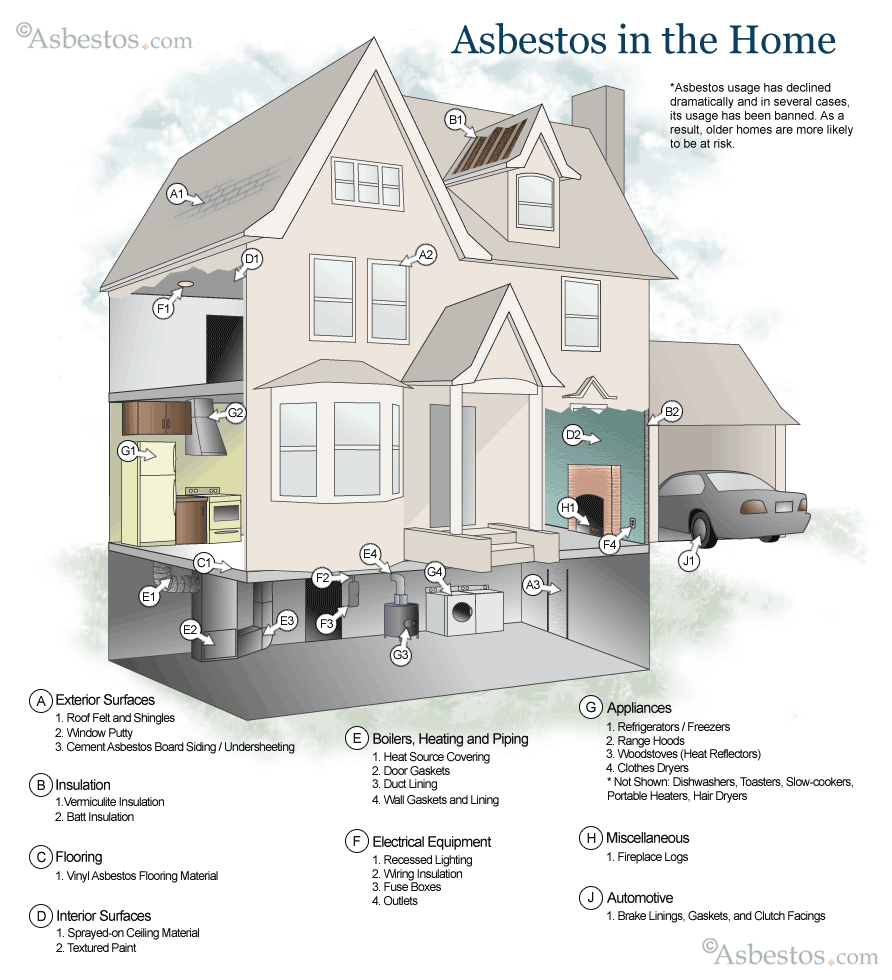 ©Asbestos.com
Asbestos in the Home
*Asbestos usage has declined
dramatically and in several cases,
its usage has been banned. As a
result, older homes are more likely
to be at risk.
B1
A1
A2
D1
F1
G2
B2
D2
G1
H1
F4
J1
E4
C1
F2
G4
A3
E1
E3
F3
E2
G3
A Exterior Surfaces
1. Roof Felt and Shingles
2. Window Putty
3. Cement Asbestos Board Siding / Undersheeting
B Insulation
1.Vermiculite Insulation
2. Batt Insulation
C Flooring
1. Vinyl Asbestos Flooring Material
D Interior Surfaces
1. Sprayed-on Ceiling Material
2. Textured Paint
E Boilers, Heating and Piping
1. Heat Source Covering
2. Door Gaskets
3. Duct Lining
4. Wall Gaskets and Lining
F Electrical Equipment
1. Recessed Lighting
2. Wiring Insulation
3. Fuse Boxes
4. Outlets
G Appliances
1. Refrigerators / Freezers
2. Range Hoods
3. Woodstoves (Heat Reflectors)
4. Clothes Dryers
* Not Shown: Dishwashers, Toasters, Slow-cookers,
Portable Heaters, Hair Dryers
H Miscellaneous
1. Fireplace Logs
J Automotive
1. Brake Linings, Gaskets, and Clutch Facings
©Asbestos.com